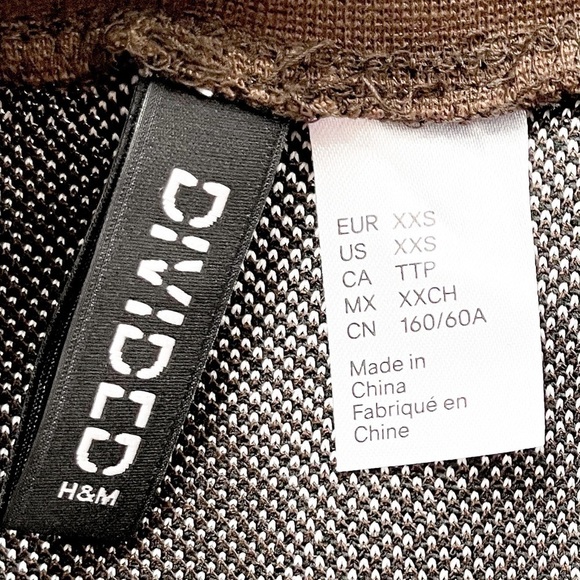 DIVIDED
H&M
EUR XXS
US XXS
CA TTP
MX XXCH
CN 160/60A
Made in
China
Fabriqué en
Chine